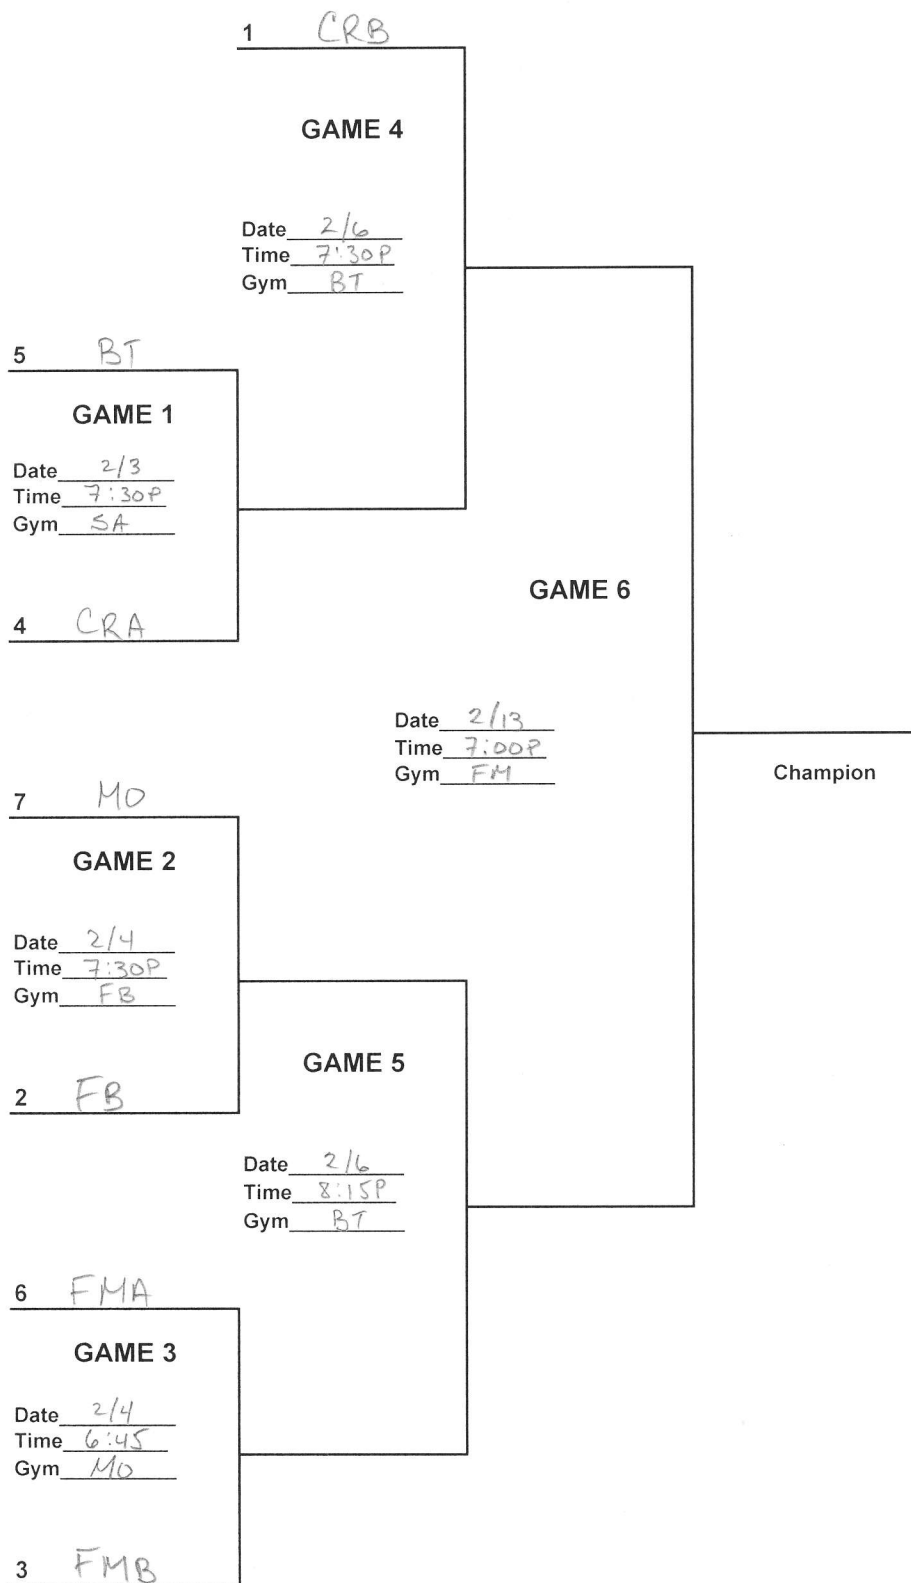 1 CRB
GAME 4
Date 2/6
Time 7:30P
Gym BT
5 BT
GAME 1
Date 2/3
Time 7:30P
Gym SA
4 CRA
GAME 6
Date 2/13
Time 7:00P
Gym FM
Champion
7 MO
GAME 2
Date 2/4
Time 7:30P
Gym FB
2 FB
GAME 5
Date 2/6
Time 8:15P
Gym BT
6 FMA
GAME 3
Date 2/4
Time 6:45
Gym MO
3 FMB